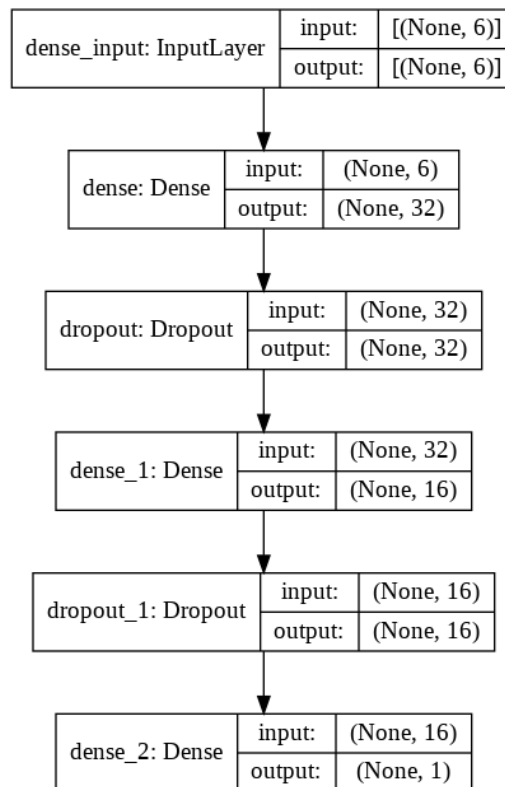 dense_input: InputLayer
input: [(None, 6)]
output: [(None, 6)]
dense: Dense
input: (None, 6)
output: (None, 32)
dropout: Dropout
input: (None, 32)
output: (None, 32)
dense_1: Dense
input: (None, 32)
output: (None, 16)
dropout_1: Dropout
input: (None, 16)
output: (None, 16)
dense_2: Dense
input: (None, 16)
output: (None, 1)